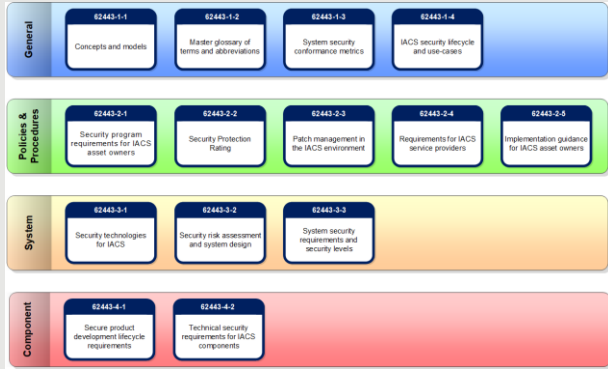 General
62443-1-1
Concepts and models
62443-1-2
Master glossary of
terms and abbreviations
62443-1-3
System security
conformance metrics
62443-1-4
IACS security lifecycle
and use-cases
Policies &
Procedures
62443-2-1
Security program
requirements for IACS
asset owners
62443-2-2
Security Protection
Rating
62443-2-3
Patch management in
the IACS environment
62443-2-4
Requirements for IACS
service providers
62443-2-5
Implementation guidance
for IACS asset owners
System
62443-3-1
Security technologies
for IACS
62443-3-2
Security risk assessment
and system design
62443-3-3
System security
requirements and
security levels
Component
62443-4-1
Secure product
development lifecycle
requirements
62443-4-2
Technical security
requirements for IACS
components